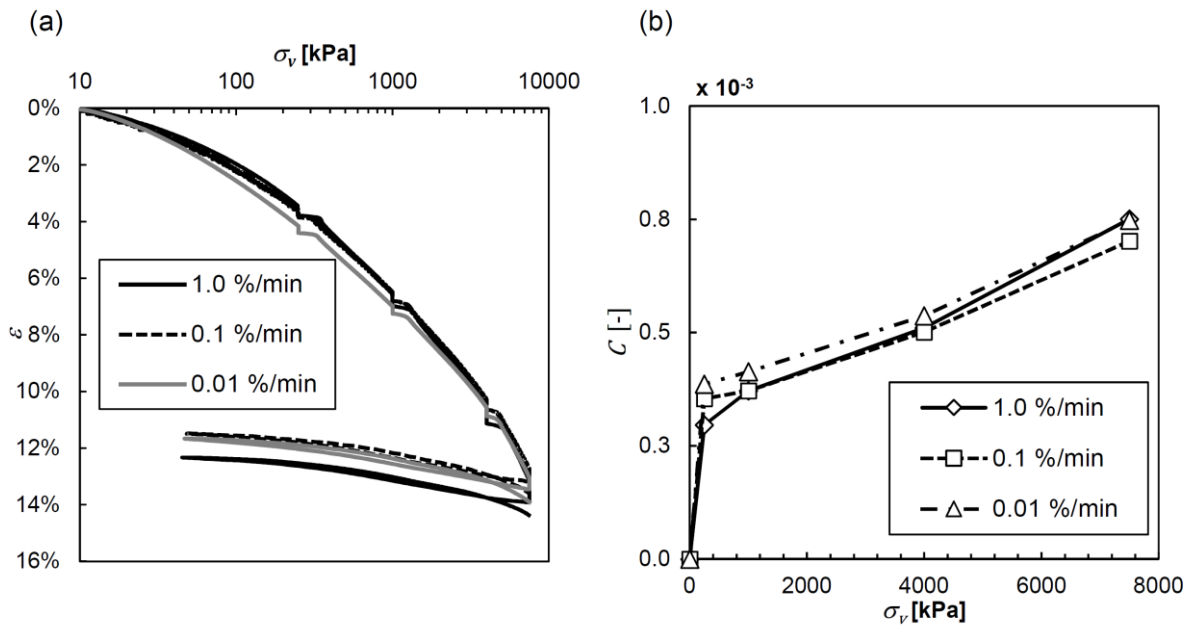 (a)
σᵥ [kPa]
10 100 1000 10000
0%
2%
4%
6%
8%
10%
12%
14%
16%
ε
1.0 %/min
0.1 %/min
0.01 %/min
(b)
x 10⁻³
1.0
0.8
0.5
0.3
0.0
C [-]
1.0 %/min
0.1 %/min
0.01 %/min
0 2000 4000 6000 8000
σᵥ [kPa]